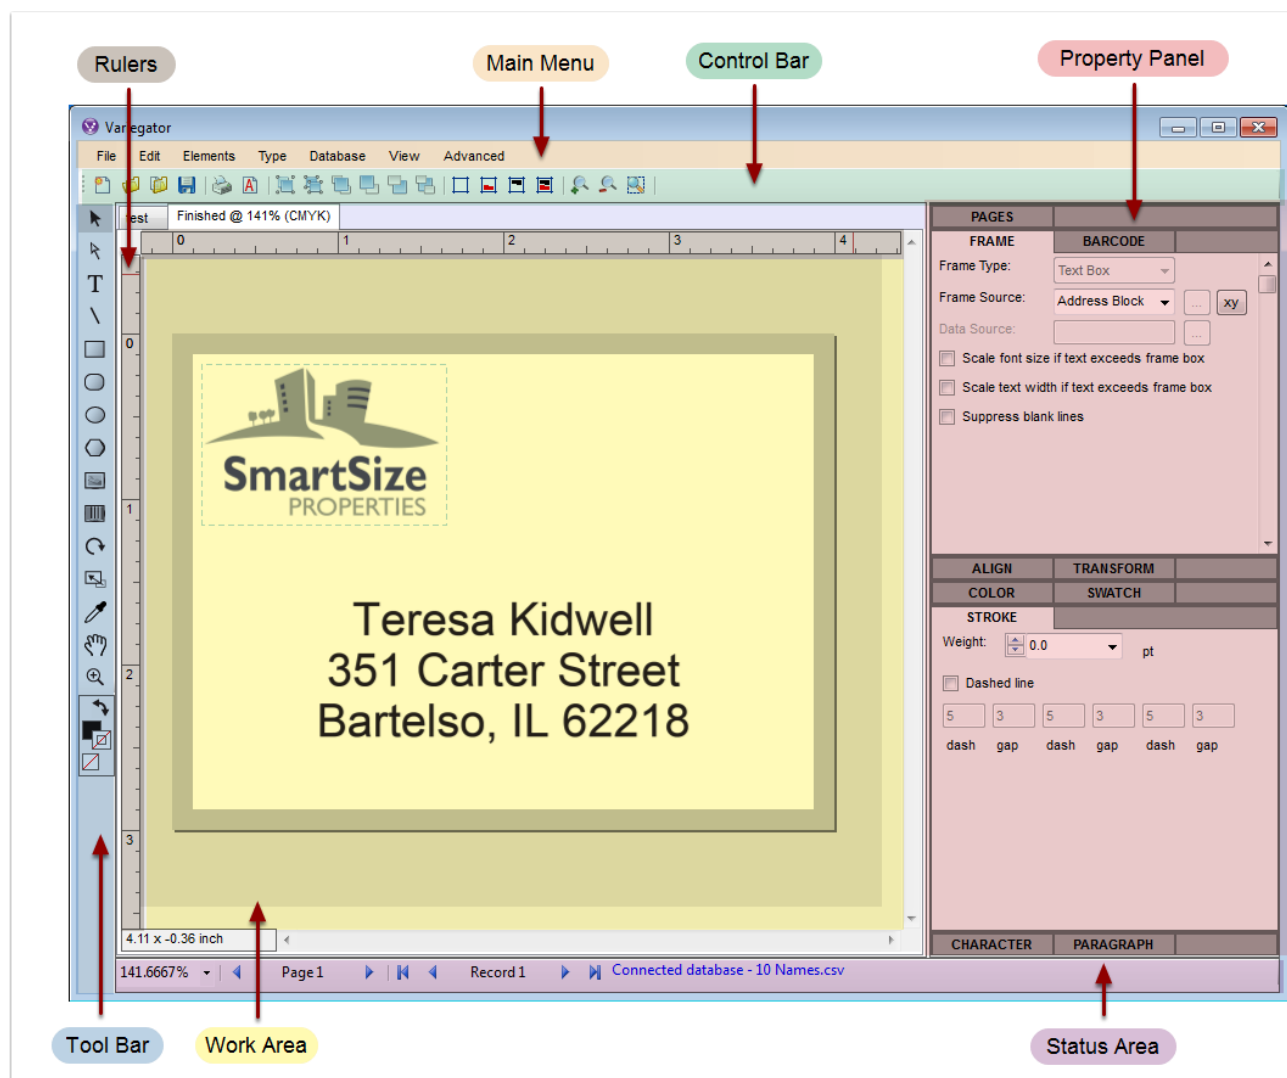 Rulers
Main Menu
Control Bar
Property Panel
Variegator
File Edit Elements Type Database View Advanced
test Finished @ 141% (CMYK)
0 1 2 3 4
0
1
2
3
SmartSize
PROPERTIES
Teresa Kidwell
351 Carter Street
Bartelso, IL 62218
4.11 x -0.36 inch
141.6667% Page 1 Record 1 Connected database - 10 Names.csv
PAGES
FRAME BARCODE
Frame Type: Text Box
Frame Source: Address Block ... xy
Data Source: ...
Scale font size if text exceeds frame box
Scale text width if text exceeds frame box
Suppress blank lines
ALIGN TRANSFORM
COLOR SWATCH
STROKE
Weight: 0.0 pt
Dashed line
5 3 5 3 5 3
dash gap dash gap dash gap
CHARACTER PARAGRAPH
Tool Bar
Work Area
Status Area